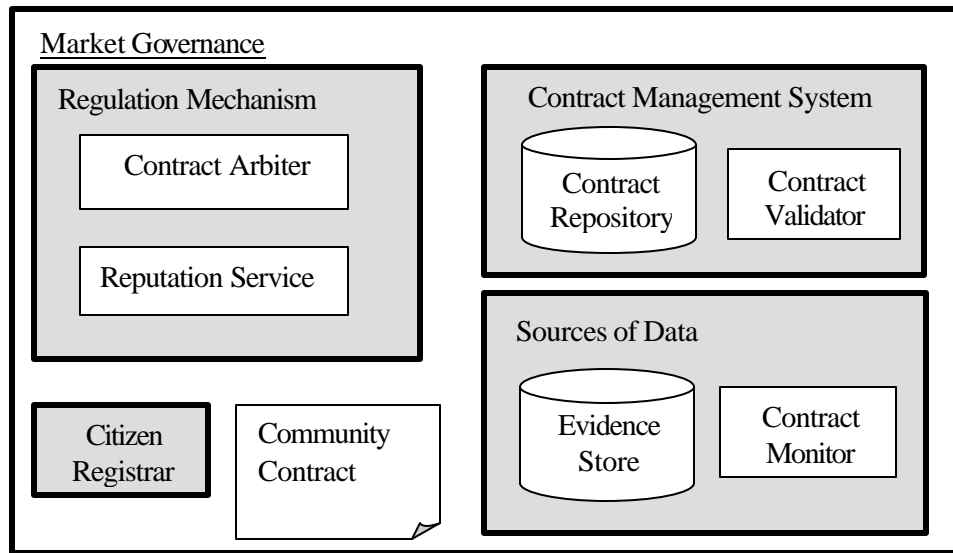 Market Governance
Regulation Mechanism
Contract Arbiter
Reputation Service
Contract Management System
Contract
Repository
Contract
Validator
Sources of Data
Evidence
Store
Contract
Monitor
Citizen
Registrar
Community
Contract